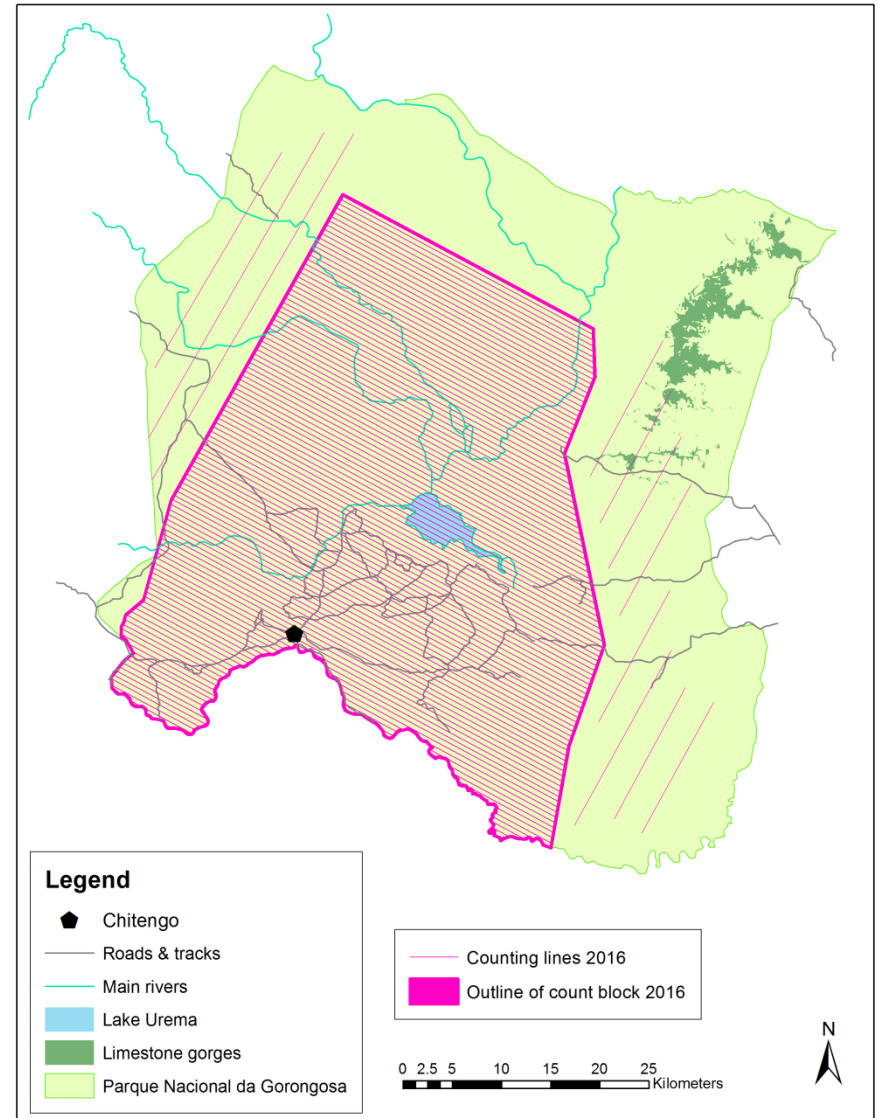 Legend
Chitengo
Roads & tracks
Main rivers
Lake Urema
Limestone gorges
Parque Nacional da Gorongosa
Counting lines 2016
Outline of count block 2016
0 2.5 5 10 15 20 25
Kilometers
N